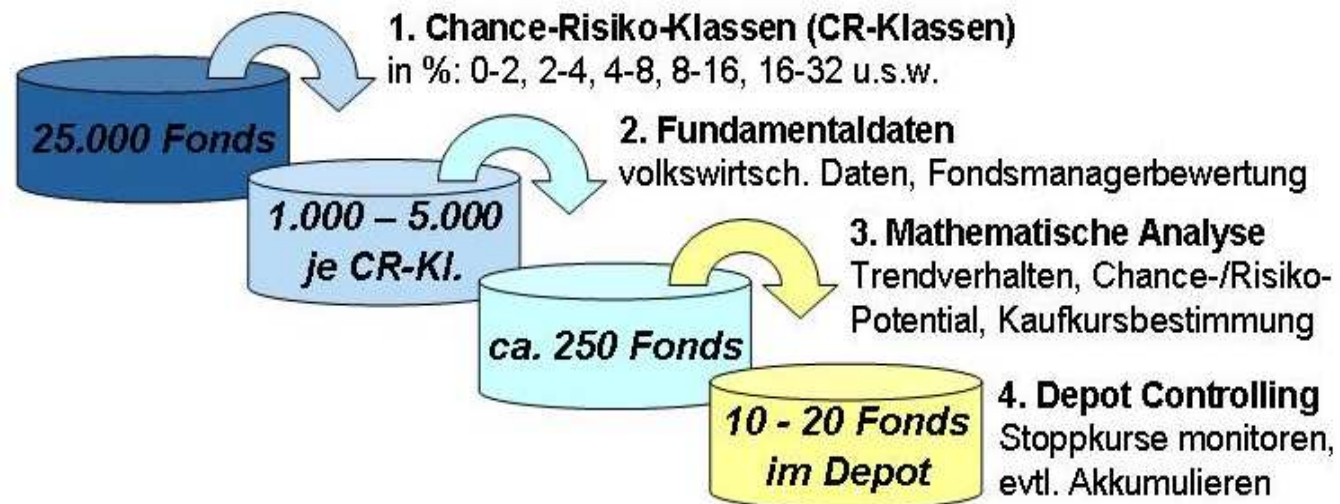 1. Chance-Risiko-Klassen (CR-Klassen)
in %: 0-2, 2-4, 4-8, 8-16, 16-32 u.s.w.
25.000 Fonds
2. Fundamentaldaten
volkswirtsch. Daten, Fondsmanagerbewertung
1.000 – 5.000
je CR-Kl.
3. Mathematische Analyse
Trendverhalten, Chance-/Risiko-
Potential, Kaufkursbestimmung
ca. 250 Fonds
4. Depot Controlling
Stoppkurse monitoren,
evtl. Akkumulieren
10 - 20 Fonds
im Depot